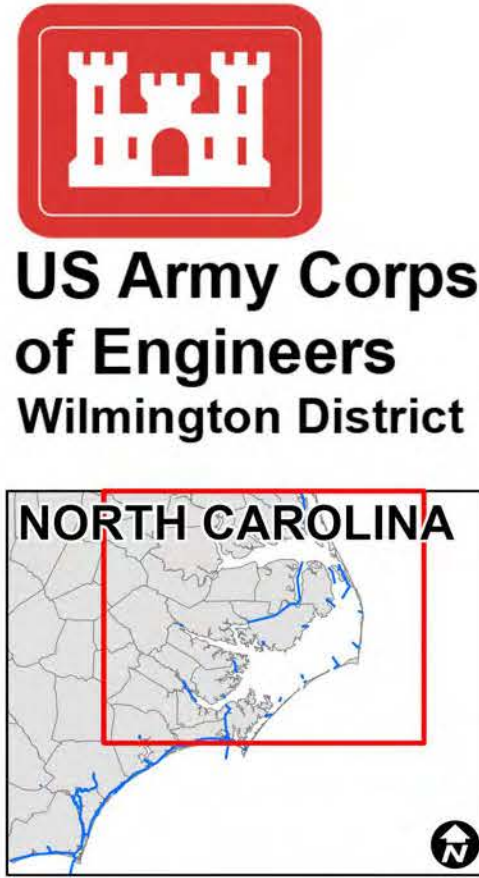 US Army Corps
of Engineers
Wilmington District
NORTH CAROLINA
N